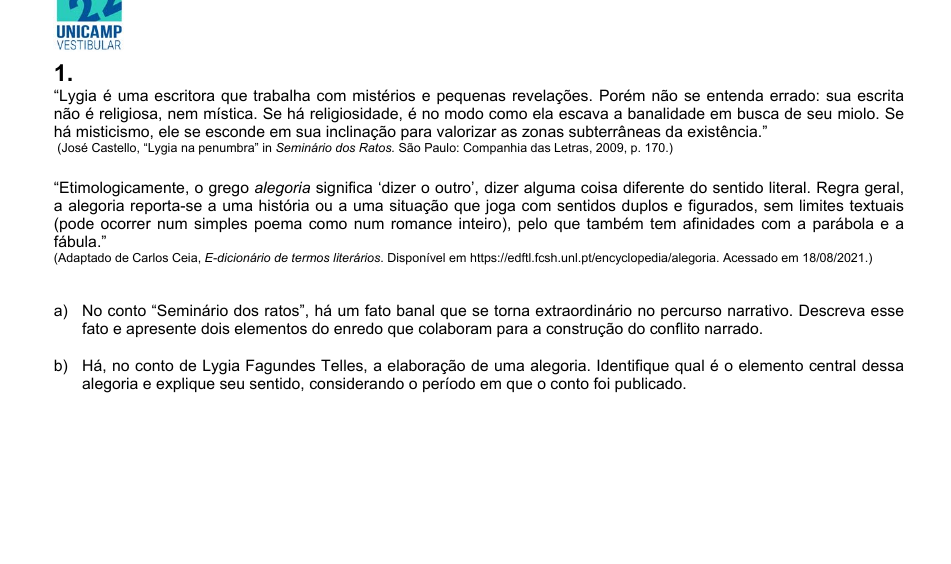 22
UNICAMP
VESTIBULAR
1.
“Lygia é uma escritora que trabalha com mistérios e pequenas revelações. Porém não se entenda errado: sua escrita
não é religiosa, nem mística. Se há religiosidade, é no modo como ela escava a banalidade em busca de seu miolo. Se
há misticismo, ele se esconde em sua inclinação para valorizar as zonas subterrâneas da existência.”
(José Castello, “Lygia na penumbra” in Seminário dos Ratos. São Paulo: Companhia das Letras, 2009, p. 170.)
“Etimologicamente, o grego alegoria significa ‘dizer o outro’, dizer alguma coisa diferente do sentido literal. Regra geral,
a alegoria reporta-se a uma história ou a uma situação que joga com sentidos duplos e figurados, sem limites textuais
(pode ocorrer num simples poema como num romance inteiro), pelo que também tem afinidades com a parábola e a
fábula.”
(Adaptado de Carlos Ceia, E-dicionário de termos literários. Disponível em https://edftl.fcsh.unl.pt/encyclopedia/alegoria. Acessado em 18/08/2021.)
a) No conto “Seminário dos ratos”, há um fato banal que se torna extraordinário no percurso narrativo. Descreva esse
fato e apresente dois elementos do enredo que colaboram para a construção do conflito narrado.
b) Há, no conto de Lygia Fagundes Telles, a elaboração de uma alegoria. Identifique qual é o elemento central dessa
alegoria e explique seu sentido, considerando o período em que o conto foi publicado.